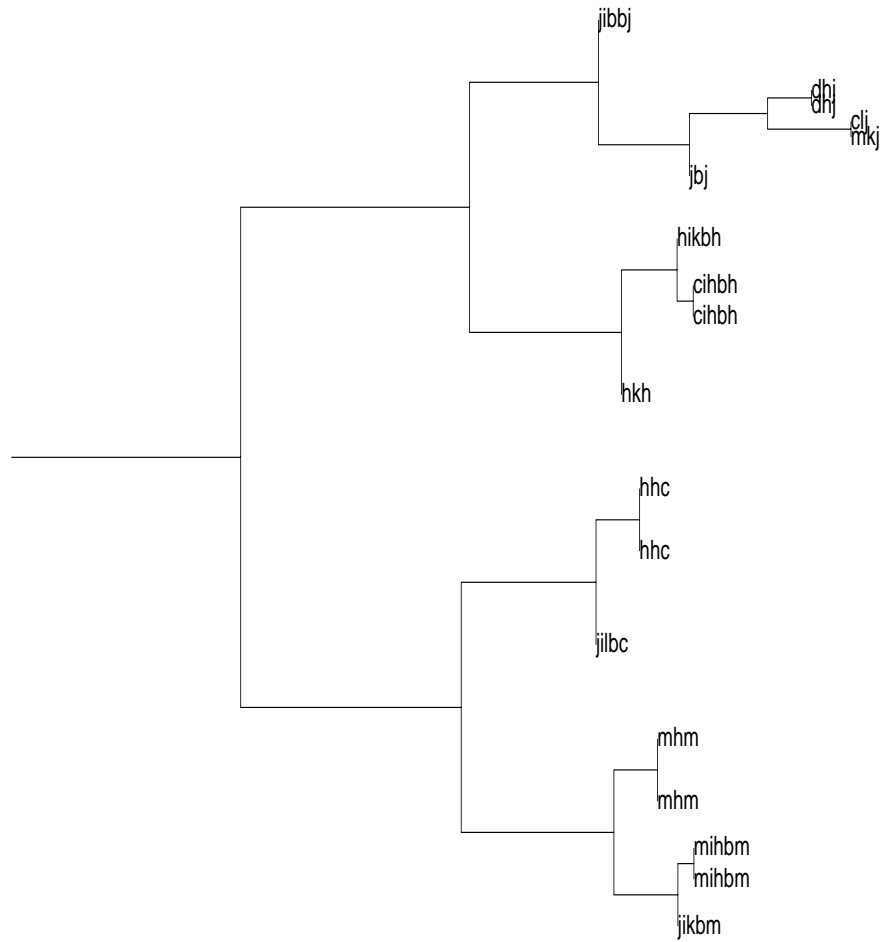 jibbj
dhj
dhj
clj
mkj
jbj
hikbh
cihbh
cihbh
hkh
hhc
hhc
jilbc
mhm
mhm
mihbm
mihbm
jikbm